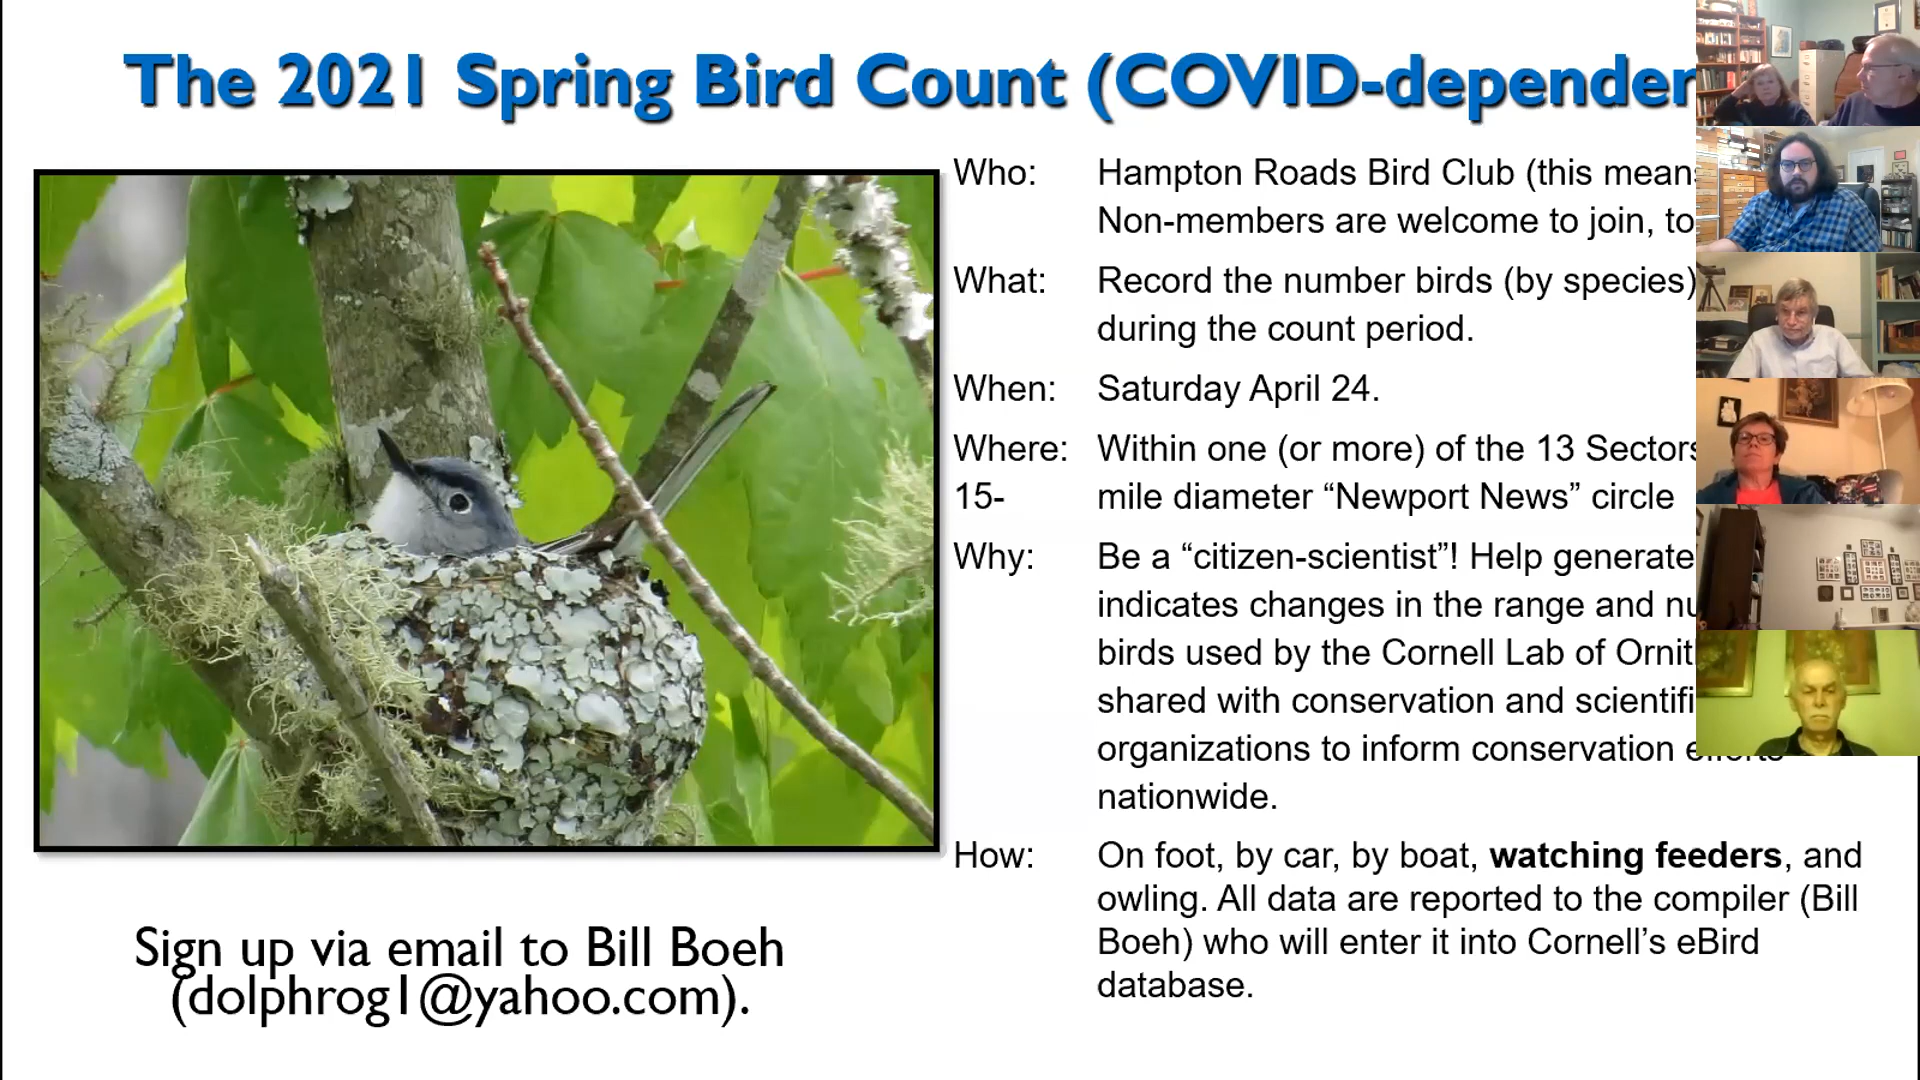 The 2021 Spring Bird Count (COVID-dependen
Who: Hampton Roads Bird Club (this means
Non-members are welcome to join, to
What: Record the number birds (by species)
during the count period.
When: Saturday April 24.
Where: Within one (or more) of the 13 Sectors
15- mile diameter “Newport News” circle
Why: Be a “citizen-scientist”! Help generate
indicates changes in the range and nu
birds used by the Cornell Lab of Ornit
shared with conservation and scientifi
organizations to inform conservation efforts
nationwide.
How: On foot, by car, by boat, watching feeders, and
owling. All data are reported to the compiler (Bill
Boeh) who will enter it into Cornell’s eBird
database.
Sign up via email to Bill Boeh
(dolphrog1@yahoo.com).